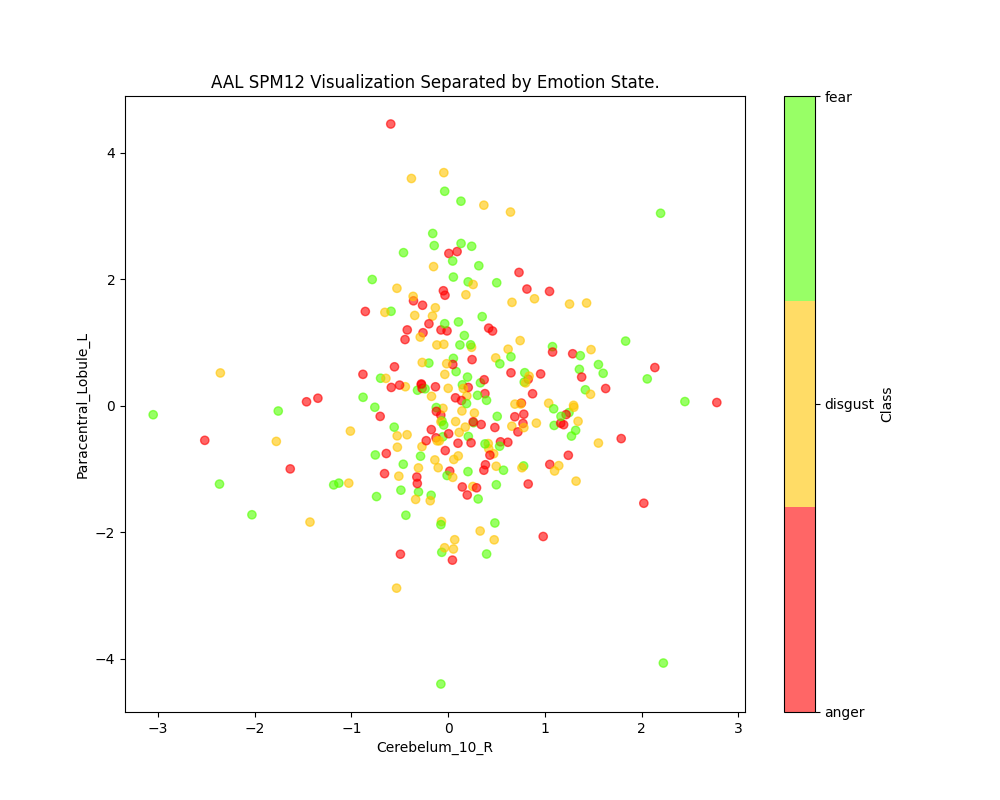 AAL SPM12 Visualization Separated by Emotion State.
fear
4
2
Paracentral_Lobule_L
0
disgust
Class
−2
−4
anger
−3
−2
−1
0
1
2
3
Cerebelum_10_R